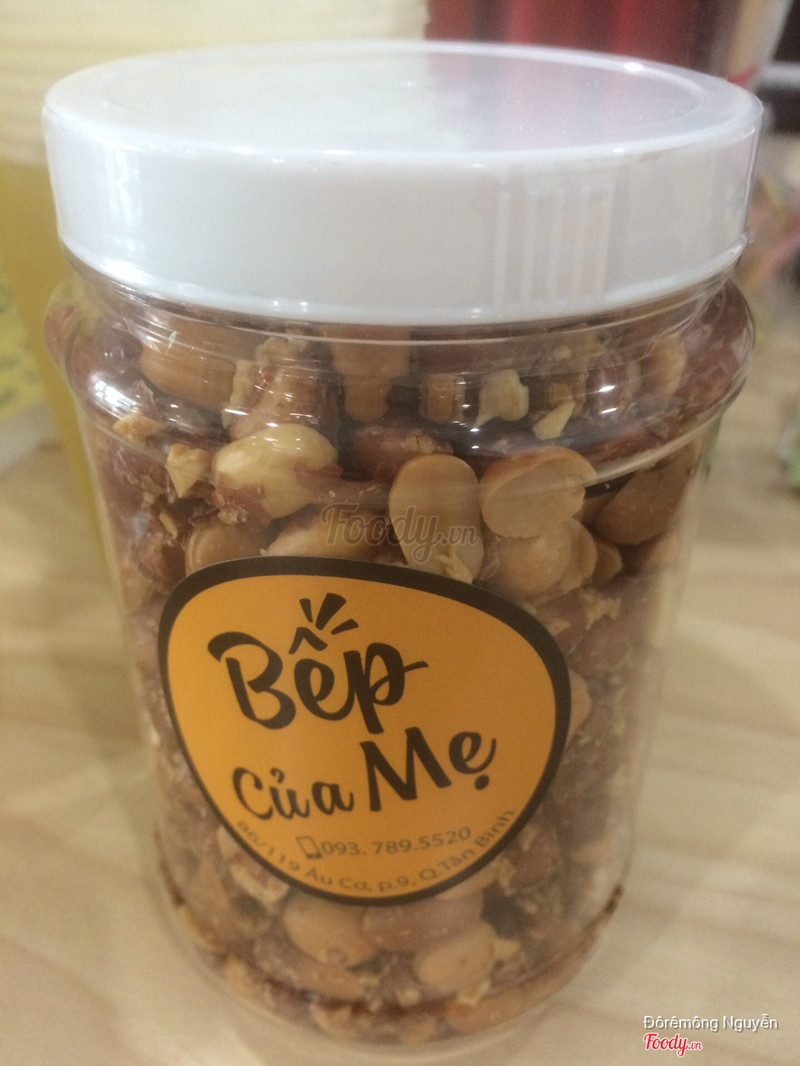 Foody.vn
Bếp
Của Mẹ
093. 789.5520
86/119 Âu Cơ, p.9, Q.Tân Bình
Đôrêmông Nguyễn
Foody.vn